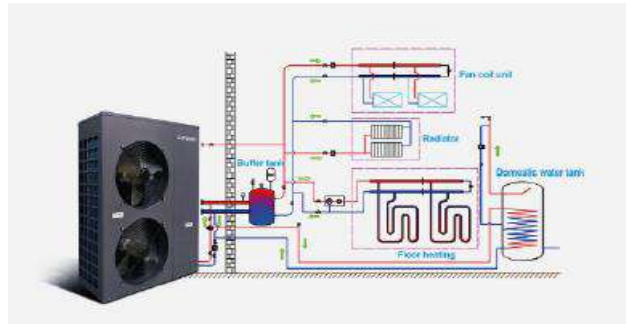 Fan coil unit
Radiator
Buffer tank
Domestic water tank
Floor heating